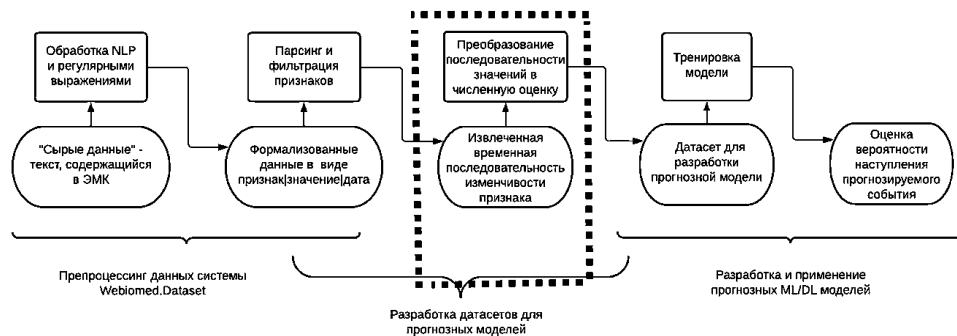 Обработка NLP
и регулярными
выражениями
Парсинг и
фильтрация
признаков
Преобразование
последовательности
значений в
численную оценку
Тренировка
модели
"Сырые данные" -
текст, содержащийся
в ЭМК
Формализованные
данные в виде
признак|значение|дата
Извлеченная
временная
последовательность
изменчивости
признака
Датасет для
разработки
прогнозной модели
Оценка
вероятности
наступления
прогнозируемого
события
Препроцессинг данных системы
Webiomed.Dataset
Разработка датасетов для
прогнозных моделей
Разработка и применение
прогнозных ML/DL моделей